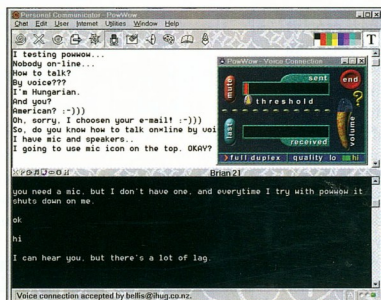 Personal Communicator - PowWow
Chat Edit User Internet Utilities Window Help
T
I testing powwow...
Nobody on-line...
How to talk?
By voice???
I'm Hungarian.
And you?
American? :-)))
Oh, sorry, I choosen your e-mail! :-)))
So, do you know how to talk on-line by voi
I have mic and speakers..
I going to use mic icon on the top. OKAY?
PowWow - Voice Connection
mute
sent
end
threshold
?
fast
received
volume
full duplex quality lo hi
Brian 21
you need a mic, but I don't have one, and everytime I try with powwow it
shuts down on me.
ok
hi
I can hear you, but there's a lot of lag.
Voice connection accepted by bellis@ihug.co.nz.